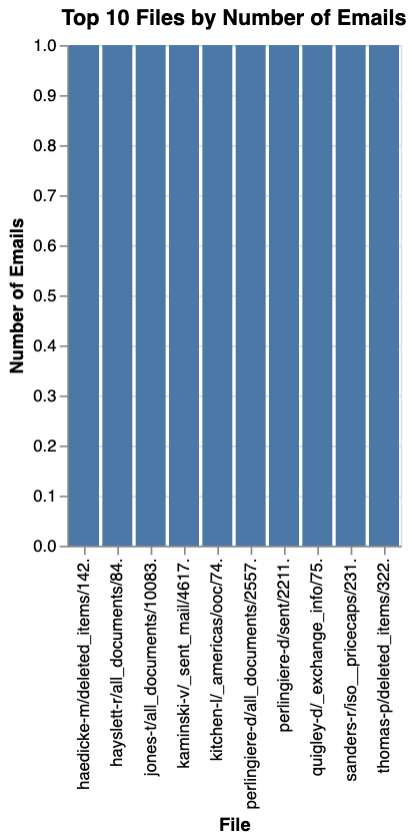 Top 10 Files by Number of Emails
1.0
0.9
0.8
0.7
0.6
0.5
0.4
0.3
0.2
0.1
0.0
Number of Emails
haedicke-m/deleted_items/142.
hayslett-r/all_documents/84.
jones-t/all_documents/10083.
kaminski-v/_sent_mail/4617.
kitchen-l/_americas/ooc/74.
perlingiere-d/all_documents/2557.
perlingiere-d/sent/2211.
quigley-d/_exchange_info/75.
sanders-r/iso__pricecaps/231.
thomas-p/deleted_items/322.
File